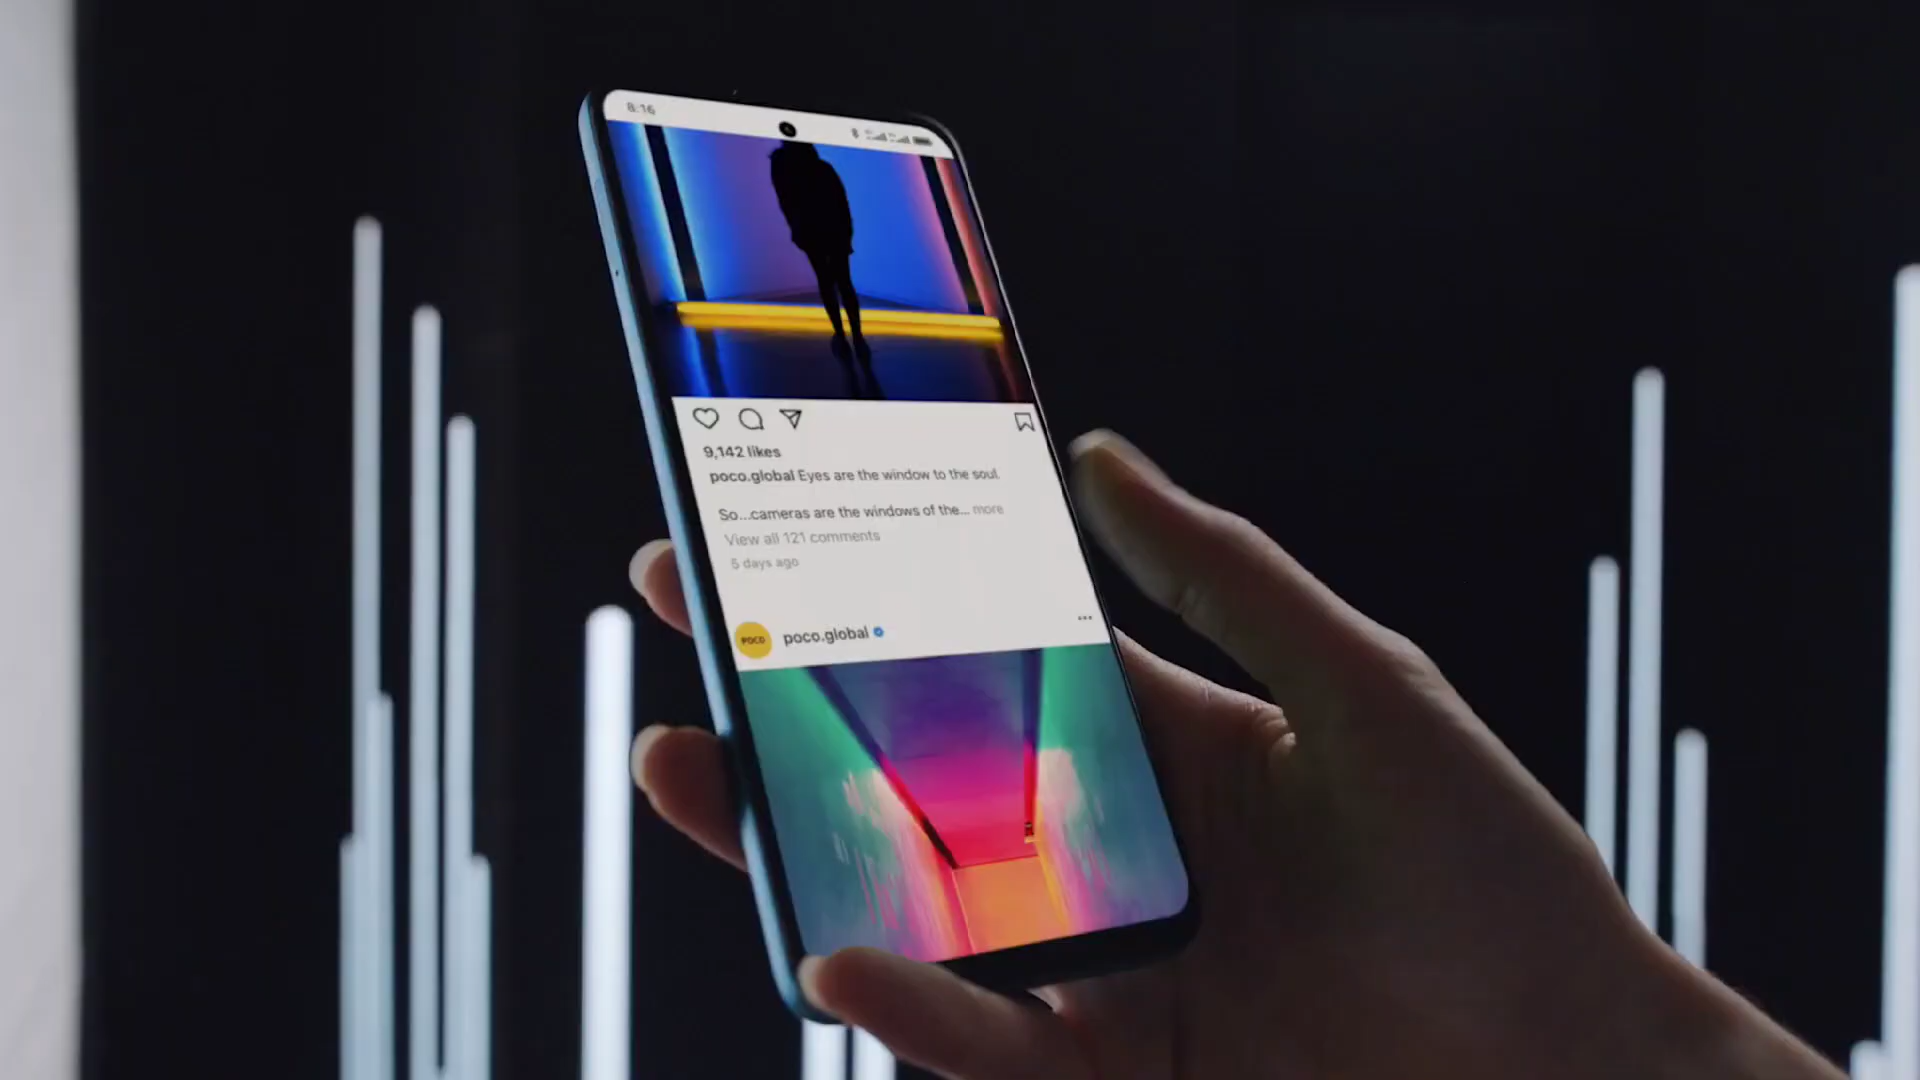 8:16
9,142 likes
poco.global Eyes are the window to the soul.
So...cameras are the windows of the... more
View all 121 comments
5 days ago
POCO
poco.global